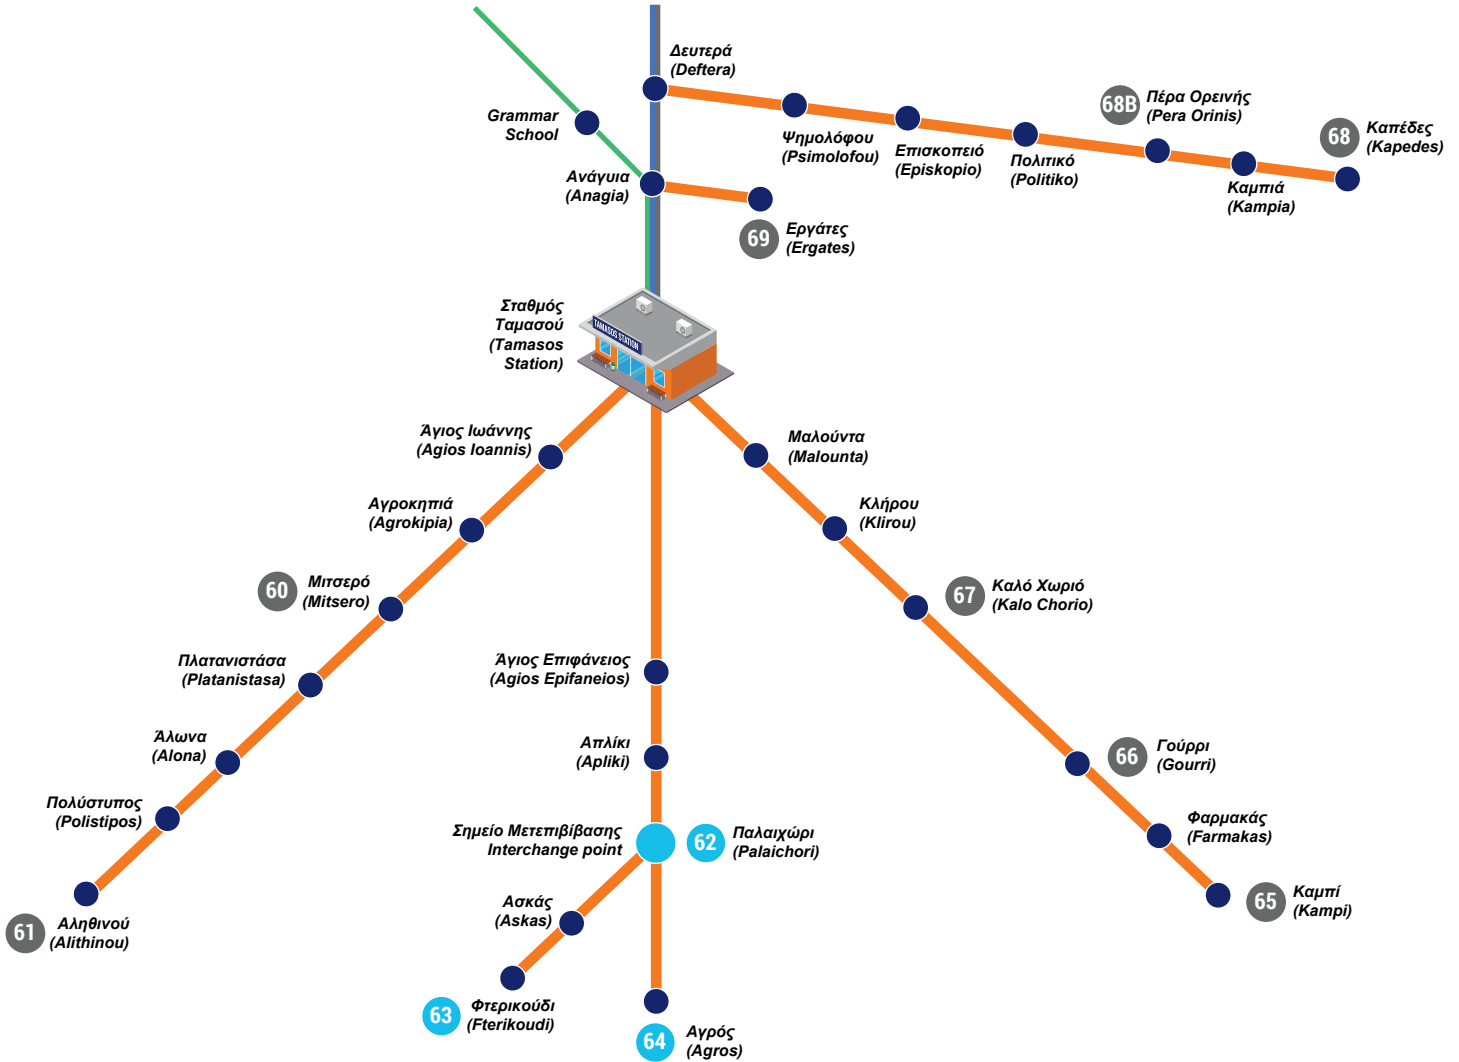 Δευτερά
(Deftera)
Grammar
School
Ψημολόφου
(Psimolofou)
Επισκοπειό
(Episkopio)
Πολιτικό
(Politiko)
68B
Πέρα Ορεινής
(Pera Orinis)
Καμπιά
(Kampia)
68
Καπέδες
(Kapedes)
Ανάγυια
(Anagia)
69
Εργάτες
(Ergates)
Σταθμός
Ταμασού
(Tamasos
Station)
TAMASOS STATION
Άγιος Ιωάννης
(Agios Ioannis)
Μαλούντα
(Malounta)
Αγροκηπιά
(Agrokipia)
Κλήρου
(Klirou)
60
Μιτσερό
(Mitsero)
67
Καλό Χωριό
(Kalo Chorio)
Πλατανιστάσα
(Platanistasa)
Άγιος Επιφάνειος
(Agios Epifaneios)
Άλωνα
(Alona)
Απλίκι
(Apliki)
66
Γούρρι
(Gourri)
Πολύστυπος
(Polistipos)
Σημείο Μετεπιβίβασης
Interchange point
62
Παλαιχώρι
(Palaichori)
Φαρμακάς
(Farmakas)
61
Αληθινού
(Alithinou)
Ασκάς
(Askas)
65
Καμπί
(Kampi)
63
Φτερικούδι
(Fterikoudi)
64
Αγρός
(Agros)